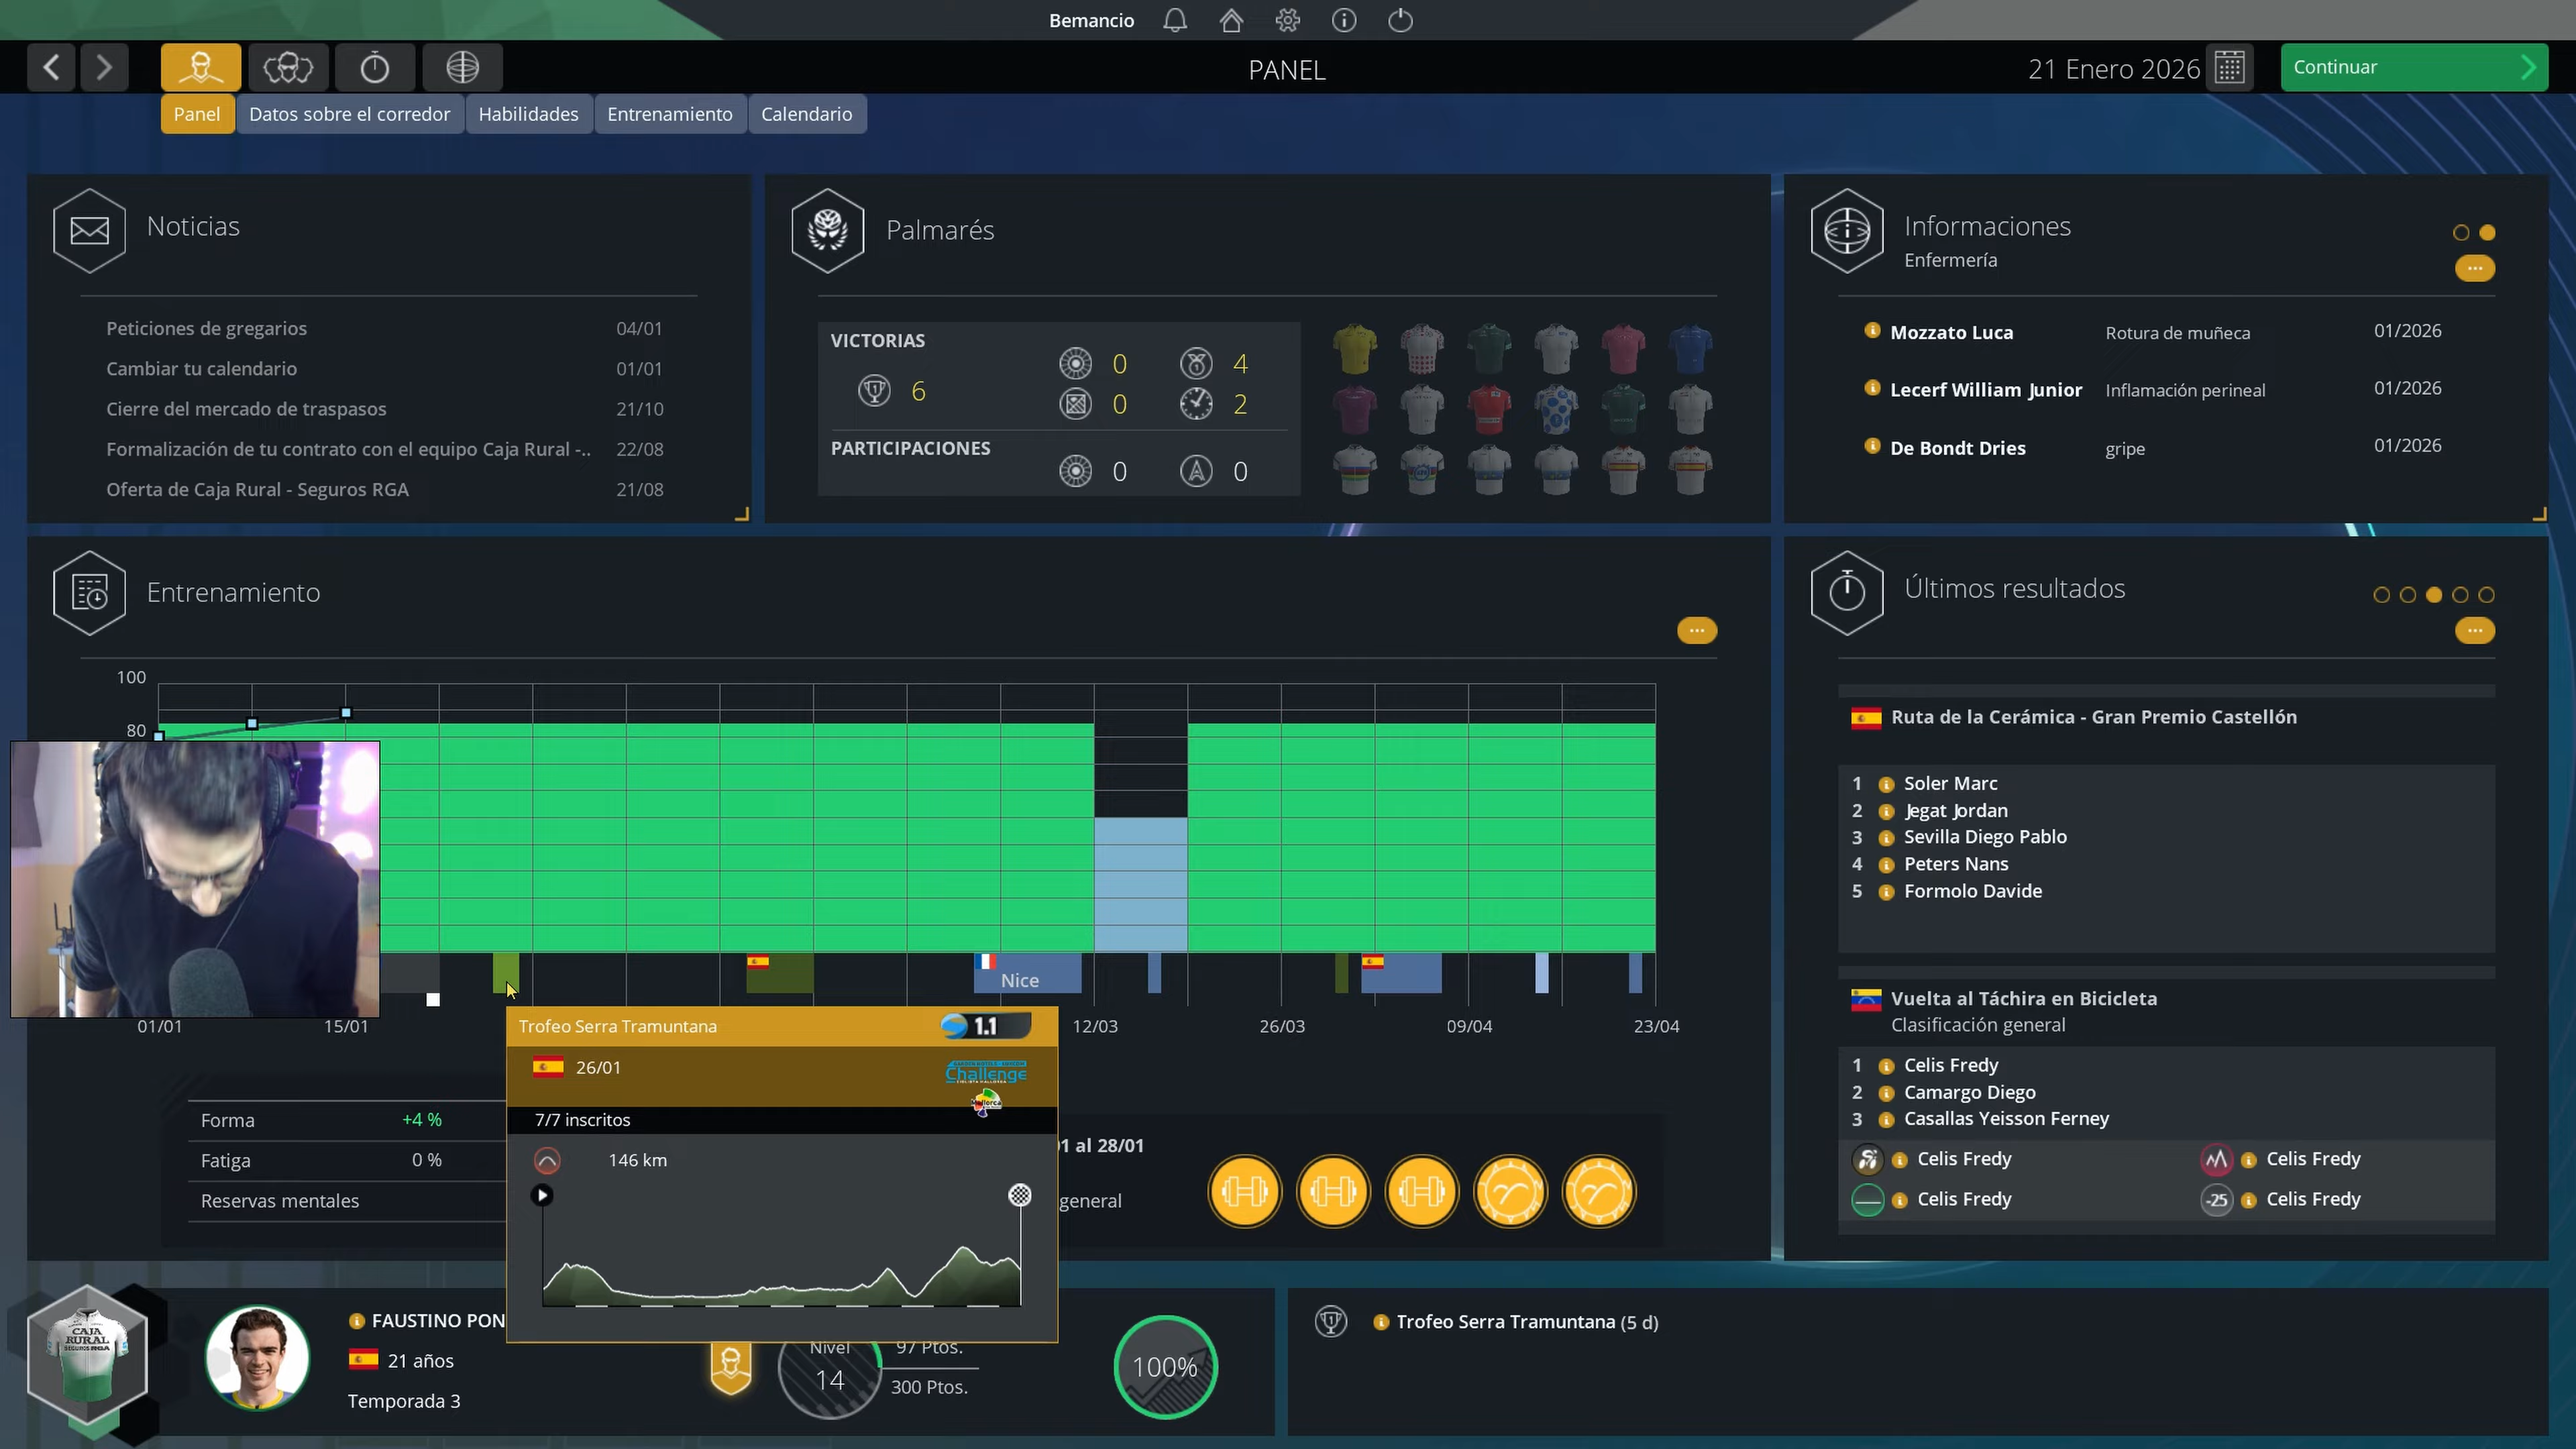 Bemancio
PANEL
21 Enero 2026
Continuar
Panel
Datos sobre el corredor
Habilidades
Entrenamiento
Calendario
Noticias
Peticiones de gregarios 04/01
Cambiar tu calendario 01/01
Cierre del mercado de traspasos 21/10
Formalización de tu contrato con el equipo Caja Rural -.. 22/08
Oferta de Caja Rural - Seguros RGA 21/08
Palmarés
VICTORIAS
6
0 4
0 2
PARTICIPACIONES
0 0
Informaciones
Enfermería
Mozzato Luca Rotura de muñeca 01/2026
Lecerf William Junior Inflamación perineal 01/2026
De Bondt Dries gripe 01/2026
Entrenamiento
100
80
Nice
01/01 15/01 12/03 26/03 09/04 23/04
Trofeo Serra Tramuntana 1.1
26/01
Challenge
7/7 inscritos
146 km
Forma +4 %
Fatiga 0 %
Reservas mentales
1 al 28/01
general
Últimos resultados
Ruta de la Cerámica - Gran Premio Castellón
1 Soler Marc
2 Jegat Jordan
3 Sevilla Diego Pablo
4 Peters Nans
5 Formolo Davide
Vuelta al Táchira en Bicicleta
Clasificación general
1 Celis Fredy
2 Camargo Diego
3 Casallas Yeisson Ferney
Celis Fredy Celis Fredy
Celis Fredy -25 Celis Fredy
CAJA
RURAL
SEGUROS RGA
FAUSTINO PON
21 años
Temporada 3
Nivel
14
97 Ptos.
300 Ptos.
100%
Trofeo Serra Tramuntana (5 d)